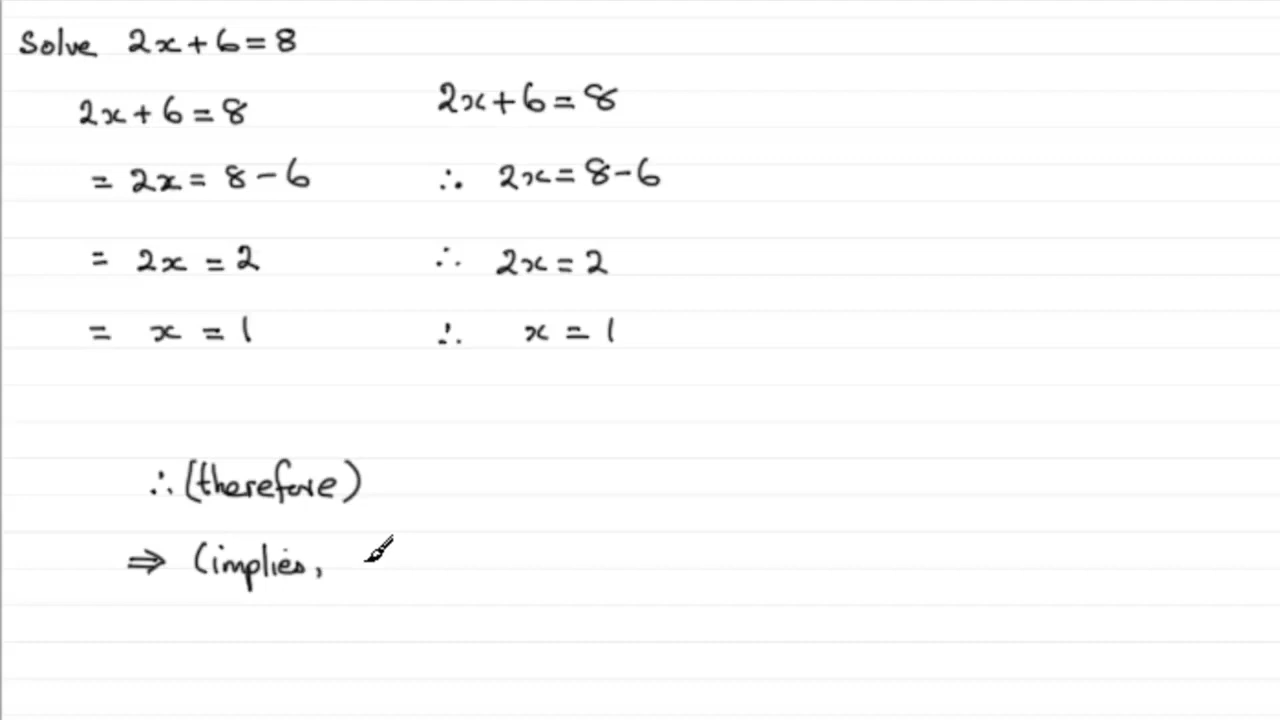 Solve 2x + 6 = 8
2x + 6 = 8
= 2x = 8 - 6
= 2x = 2
= x = 1
2x + 6 = 8
∴ 2x = 8 - 6
∴ 2x = 2
∴ x = 1
∴ (therefore)
⇒ (implies,